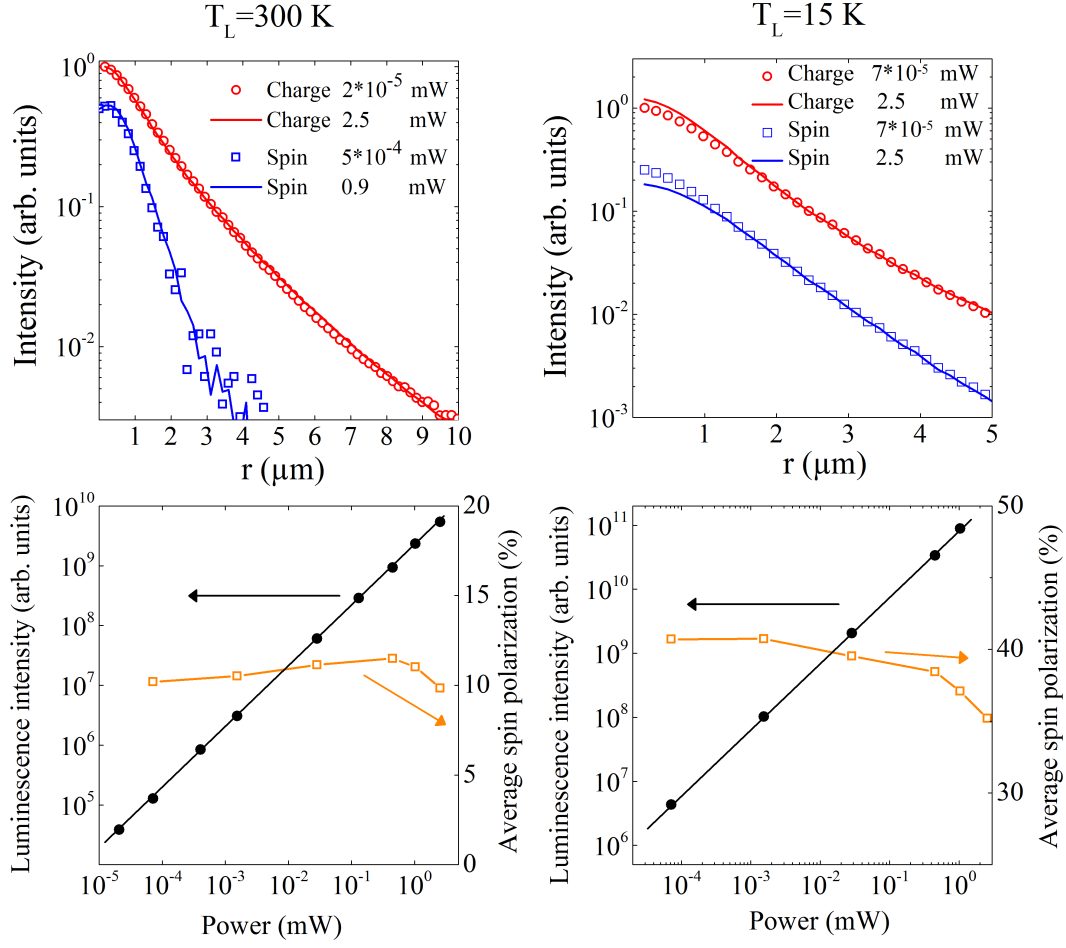 T_L=300 K
T_L=15 K
Intensity (arb. units)
10^0
10^-1
10^-2
Charge 2*10^-5 mW
Charge 2.5 mW
Spin 5*10^-4 mW
Spin 0.9 mW
1 2 3 4 5 6 7 8 9 10
r (µm)
Intensity (arb. units)
10^0
10^-1
10^-2
10^-3
Charge 7*10^-5 mW
Charge 2.5 mW
Spin 7*10^-5 mW
Spin 2.5 mW
1 2 3 4 5
r (µm)
Luminescence intensity (arb. units)
10^10
10^9
10^8
10^7
10^6
10^5
20
15
10
5
0
Average spin polarization (%)
10^-5 10^-4 10^-3 10^-2 10^-1 10^0
Power (mW)
Luminescence intensity (arb. units)
10^11
10^10
10^9
10^8
10^7
10^6
50
40
30
Average spin polarization (%)
10^-4 10^-3 10^-2 10^-1 10^0
Power (mW)